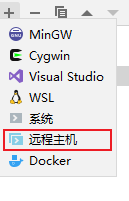 MinGW
Cygwin
Visual Studio
WSL
系统
远程主机
Docker